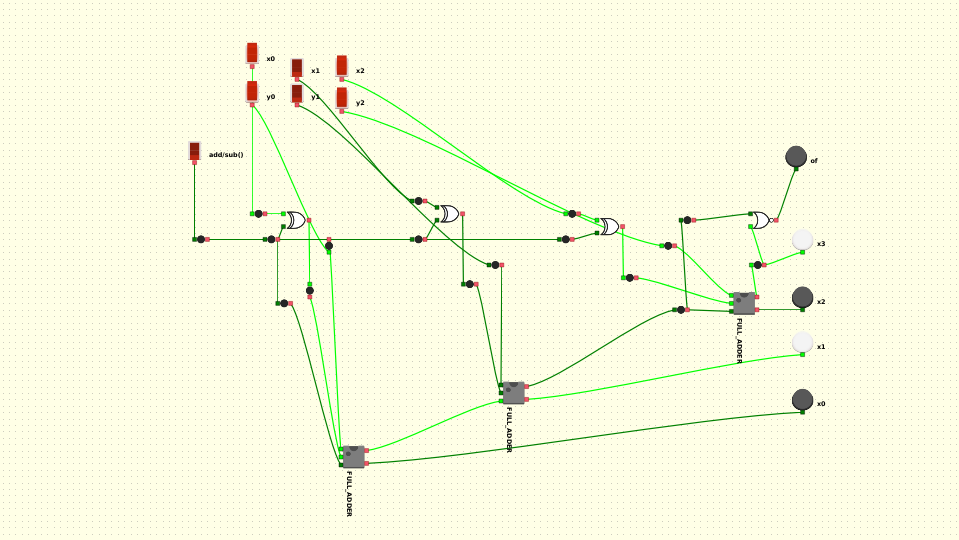 x0
x1
x2
y0
y1
y2
add/sub()
of
x3
x2
FULL_ADDER
x1
x0
FULL_ADDER
FULL_ADDER